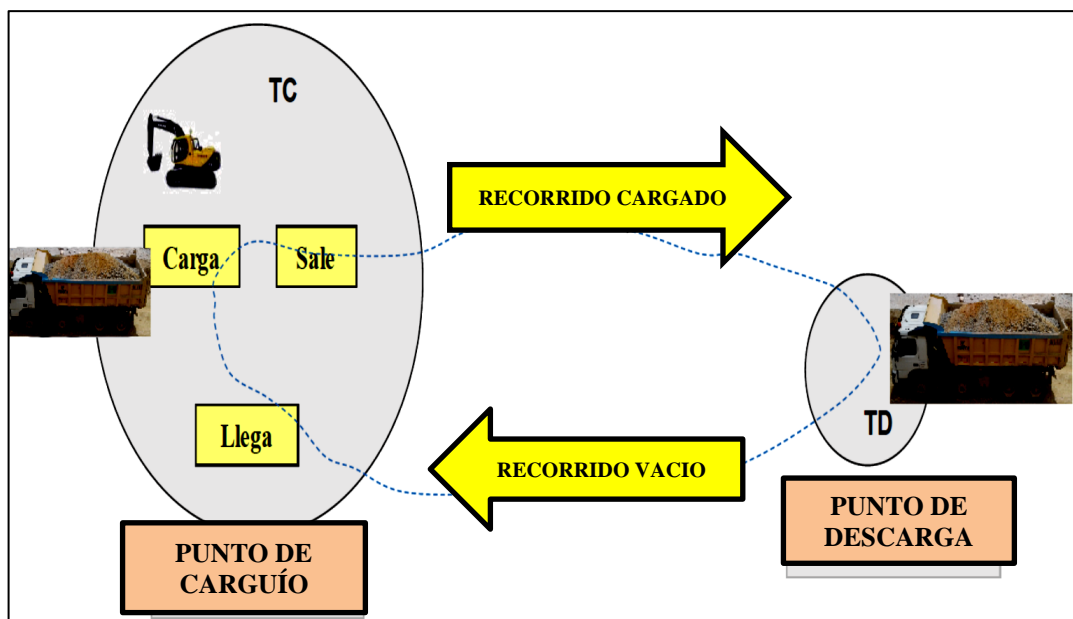 TC
RECORRIDO CARGADO
Carga
Sale
Llega
TD
RECORRIDO VACIO
PUNTO DE
DESCARGA
PUNTO DE
CARGUÍO